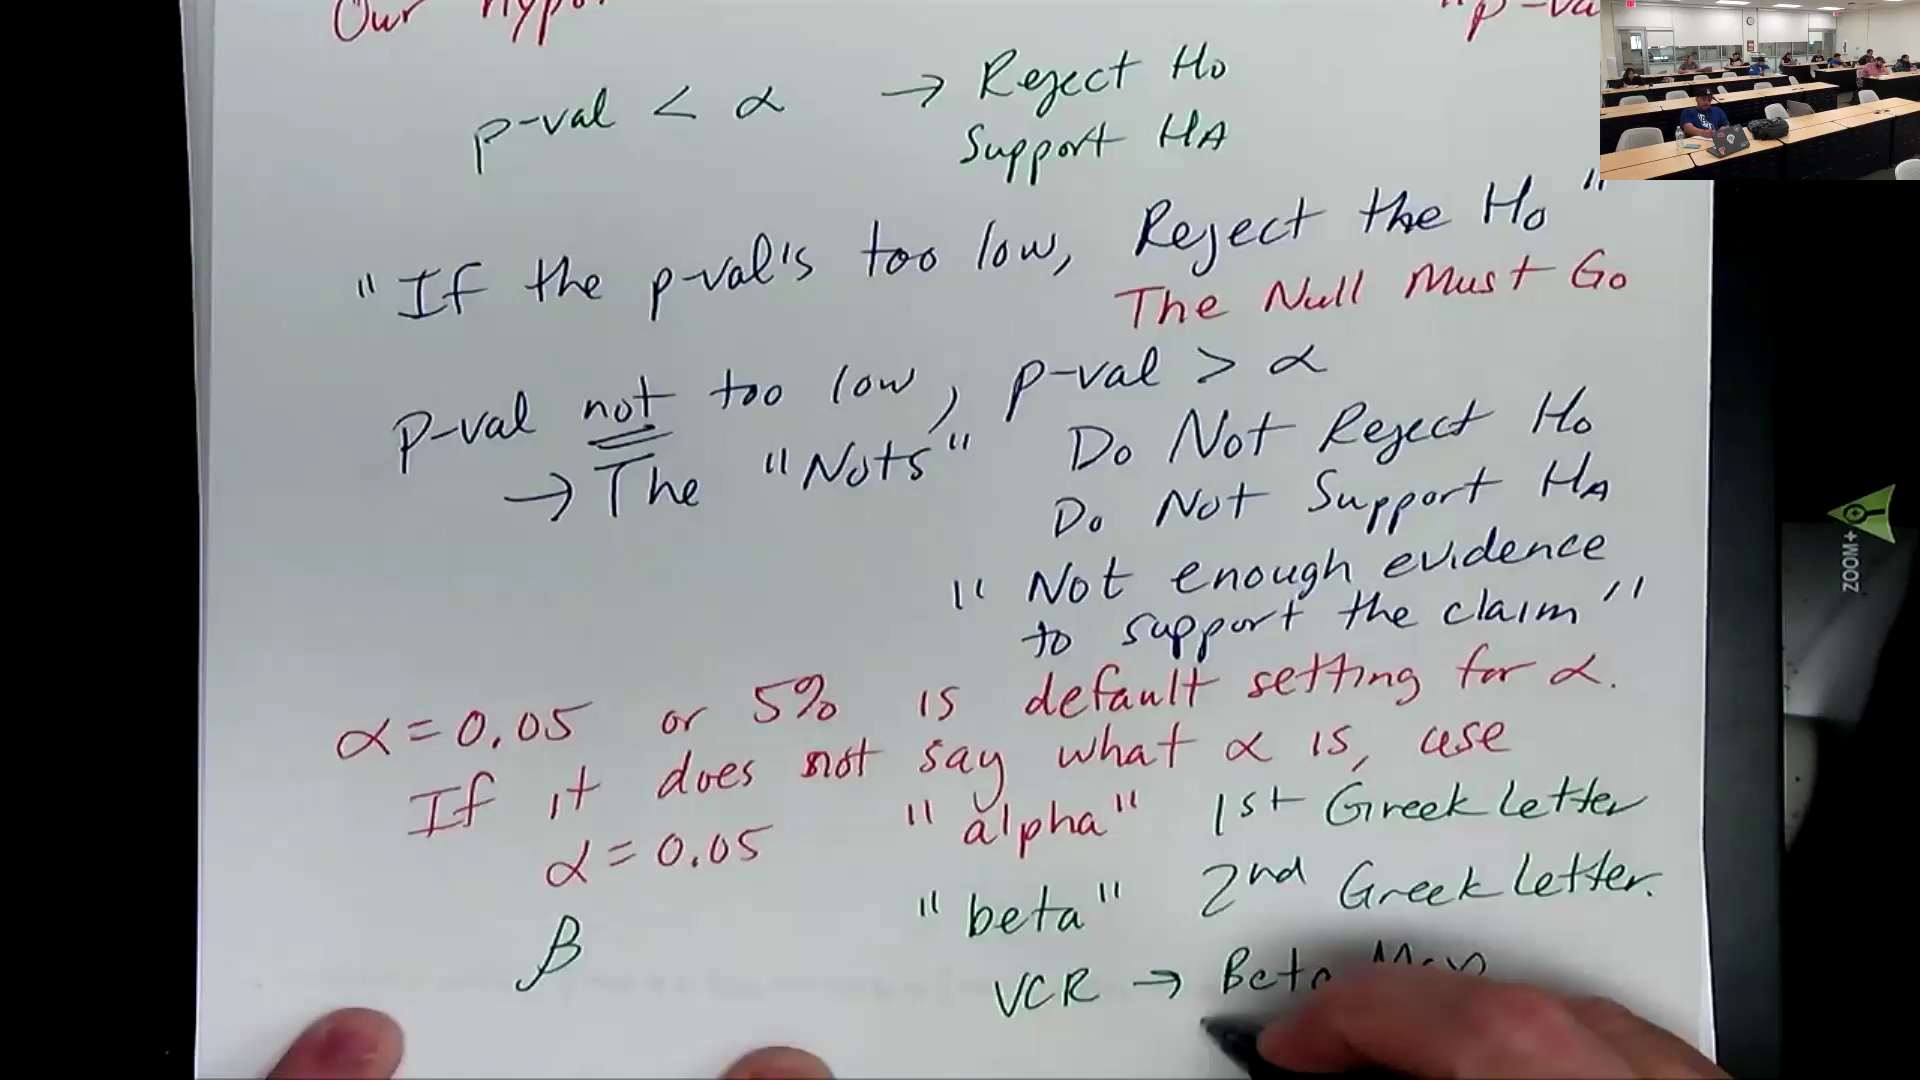 Our
"p-va
p-val < α → Reject Ho
Support HA
"If the p-val's too low, Reject the Ho"
The Null Must Go
p-val not too low, p-val > α
→ The "Nots" Do Not Reject Ho
Do Not Support HA
"Not enough evidence
to support the claim"
α = 0.05 or 5% is default setting for α.
If it does not say what α is, use
α = 0.05 "alpha" 1st Greek letter
β "beta" 2nd Greek letter.
VCR →
ZOOM+